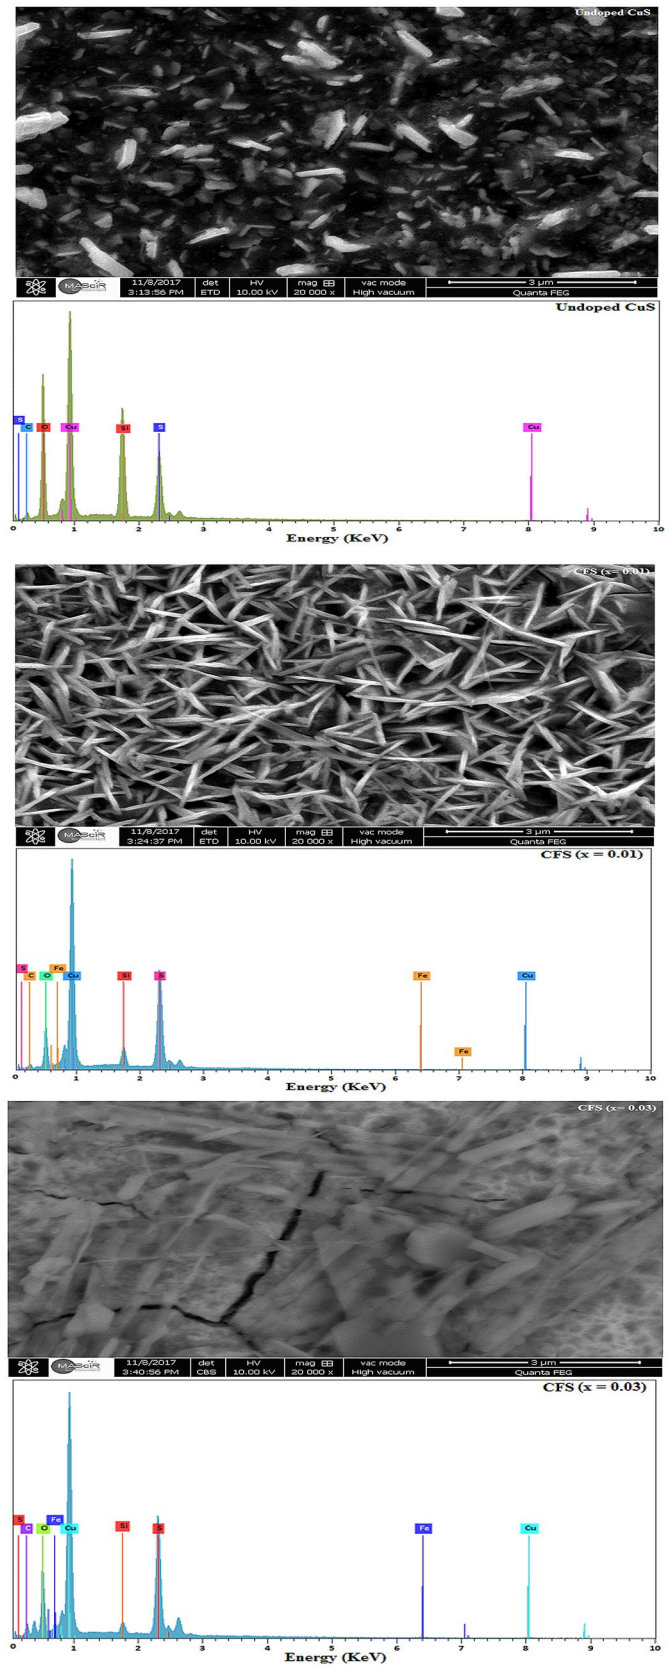 Undoped CuS
MAScIR
11/8/2017 det HV mag vac mode 3 µm
3:13:56 PM ETD 10.00 kV 20 000 x High vacuum Quanta FEG
Undoped CuS
S C O Cu Si S Cu
0 1 2 3 4 5 6 7 8 9 10
Energy (KeV)
CFS (x= 0.01)
MAScIR
11/8/2017 det HV mag vac mode 3 µm
3:24:37 PM ETD 10.00 kV 20 000 x High vacuum Quanta FEG
CFS (x = 0.01)
S Fe
C O Cu Si S Fe Cu
Fe
0 1 2 3 4 5 6 7 8 9 10
Energy (KeV)
CFS (x= 0.03)
MAScIR
11/8/2017 det HV mag vac mode 3 µm
3:40:56 PM CBS 10.00 kV 20 000 x High vacuum Quanta FEG
CFS (x = 0.03)
S Fe
C O Cu Si S Fe Cu
0 1 2 3 4 5 6 7 8 9 10
Energy (KeV)